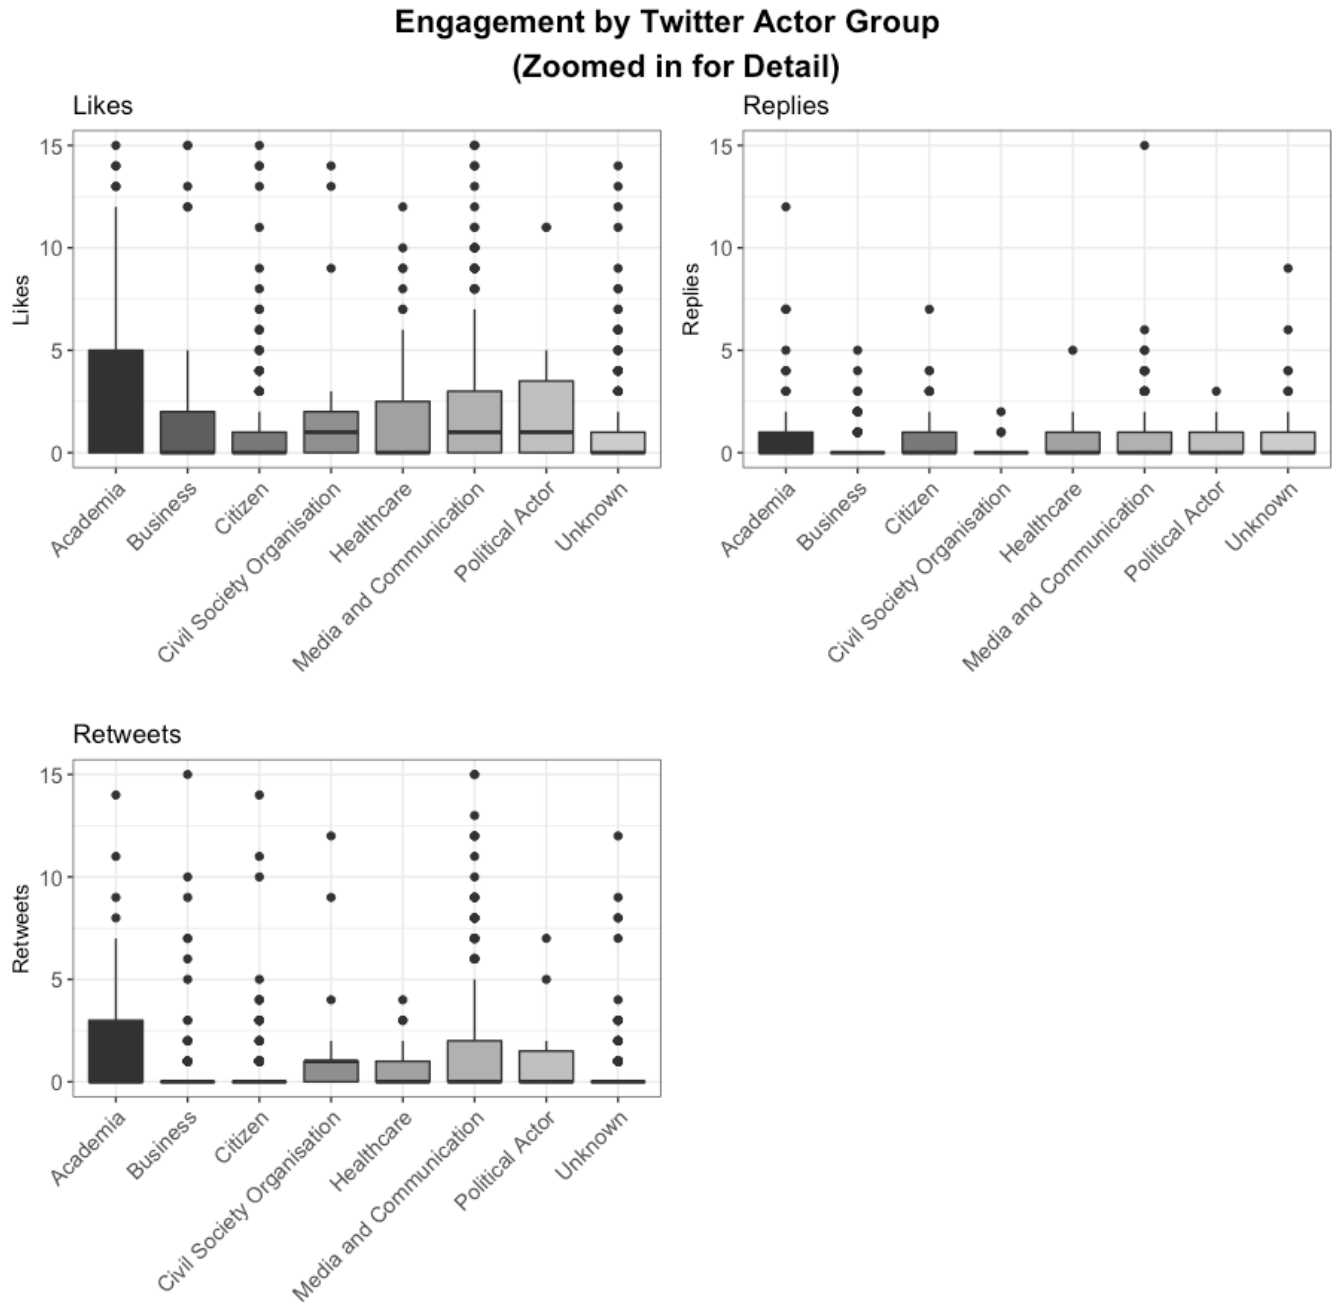 Engagement by Twitter Actor Group
(Zoomed in for Detail)
Likes
15
10
5
0
Likes
Academia
Business
Citizen
Civil Society Organisation
Healthcare
Media and Communication
Political Actor
Unknown
Replies
15
10
5
0
Replies
Academia
Business
Citizen
Civil Society Organisation
Healthcare
Media and Communication
Political Actor
Unknown
Retweets
15
10
5
0
Retweets
Academia
Business
Citizen
Civil Society Organisation
Healthcare
Media and Communication
Political Actor
Unknown